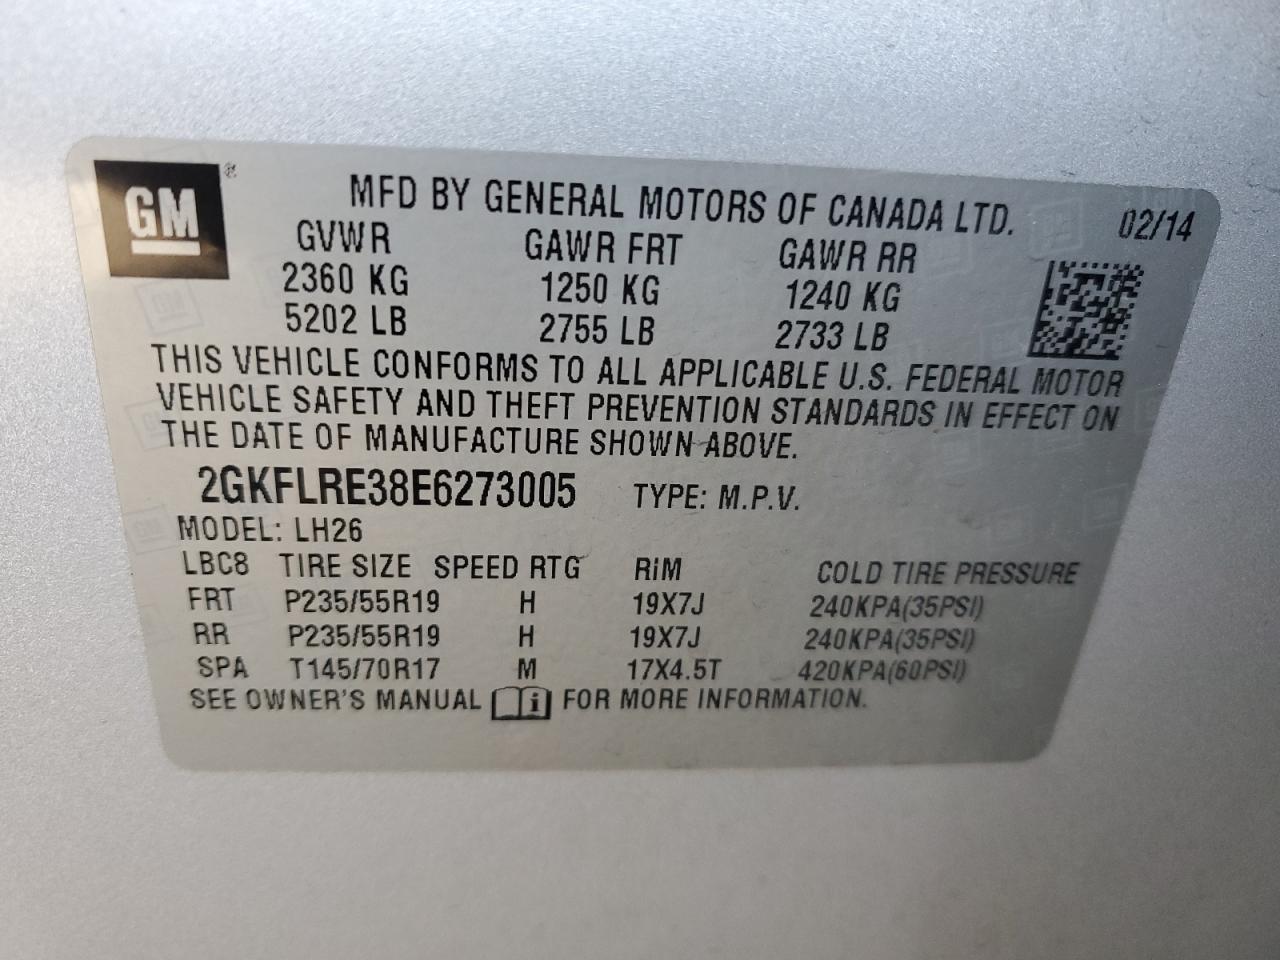 GM®
MFD BY GENERAL MOTORS OF CANADA LTD. 02/14
GVWR GAWR FRT GAWR RR
2360 KG 1250 KG 1240 KG
5202 LB 2755 LB 2733 LB
THIS VEHICLE CONFORMS TO ALL APPLICABLE U.S. FEDERAL MOTOR
VEHICLE SAFETY AND THEFT PREVENTION STANDARDS IN EFFECT ON
THE DATE OF MANUFACTURE SHOWN ABOVE.
2GKFLRE38E6273005 TYPE: M.P.V.
MODEL: LH26
LBC8 TIRE SIZE SPEED RTG RiM COLD TIRE PRESSURE
FRT P235/55R19 H 19X7J 240KPA(35PSI)
RR P235/55R19 H 19X7J 240KPA(35PSI)
SPA T145/70R17 M 17X4.5T 420KPA(60PSI)
SEE OWNER'S MANUAL i FOR MORE INFORMATION.